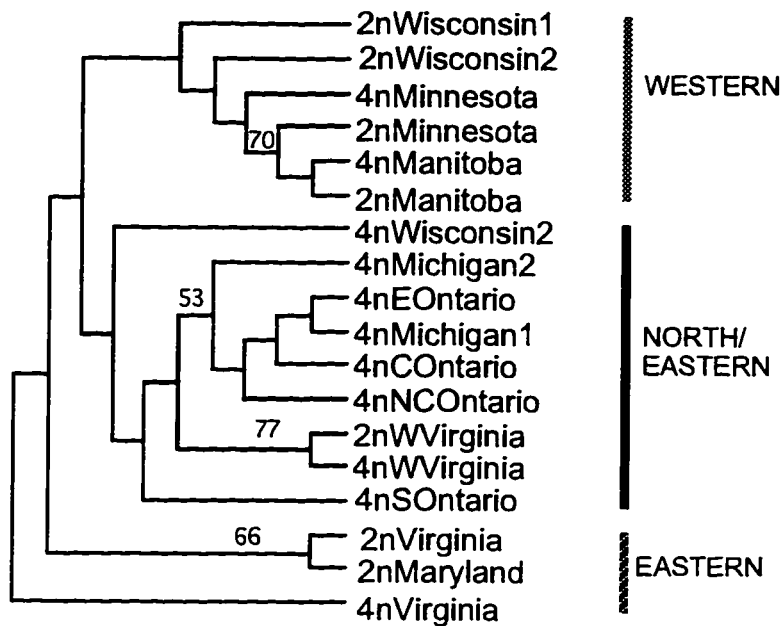 2nWisconsin1
2nWisconsin2
4nMinnesota
2nMinnesota
70
4nManitoba
2nManitoba
WESTERN
4nWisconsin2
4nMichigan2
53
4nEOntario
4nMichigan1
4nCOntario
4nNCOntario
77
2nWVirginia
4nWVirginia
4nSOntario
NORTH/
EASTERN
66
2nVirginia
2nMaryland
4nVirginia
EASTERN